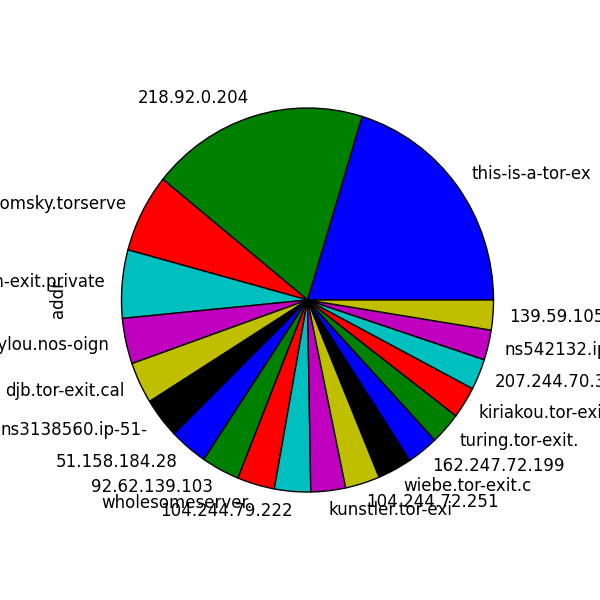 218.92.0.204
this-is-a-tor-ex
omsky.torserve
n-exit.private
addr
ylou.nos-oign
djb.tor-exit.cal
ns3138560.ip-51-
51.158.184.28
92.62.139.103
wholesomeserver.
104.244.79.222
kunstler.tor-exi
104.244.72.251
wiebe.tor-exit.c
162.247.72.199
turing.tor-exit.
kiriakou.tor-exi
207.244.70.3
ns542132.ip
139.59.105